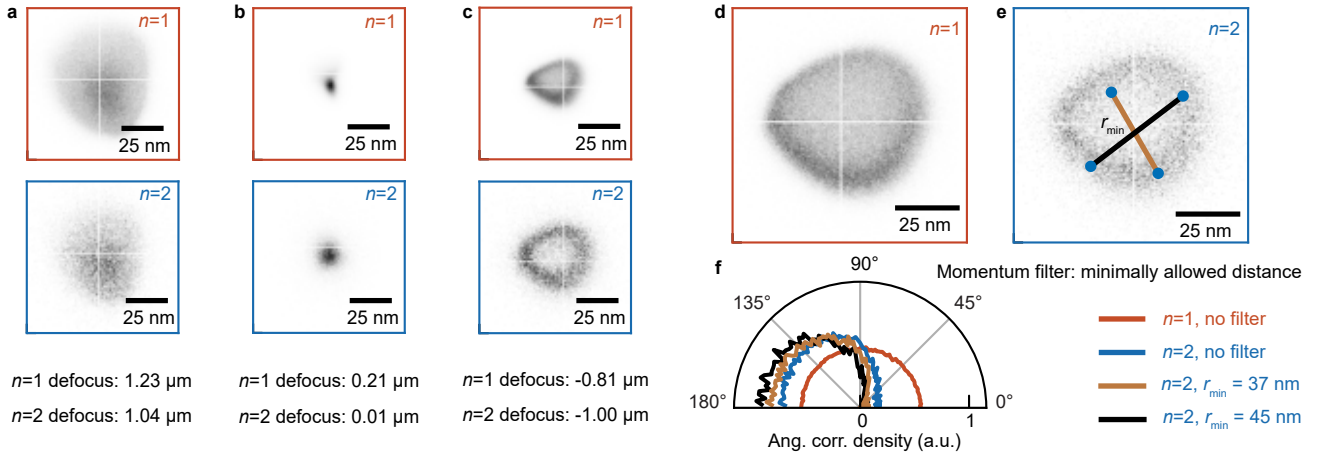 a
n=1
25 nm
n=2
25 nm
n=1 defocus: 1.23 µm
n=2 defocus: 1.04 µm
b
n=1
25 nm
n=2
25 nm
n=1 defocus: 0.21 µm
n=2 defocus: 0.01 µm
c
n=1
25 nm
n=2
25 nm
n=1 defocus: -0.81 µm
n=2 defocus: -1.00 µm
d
n=1
25 nm
e
n=2
rmin
25 nm
f
90°
135°
45°
180°
0°
0
1
Ang. corr. density (a.u.)
Momentum filter: minimally allowed distance
n=1, no filter
n=2, no filter
n=2, rmin = 37 nm
n=2, rmin = 45 nm